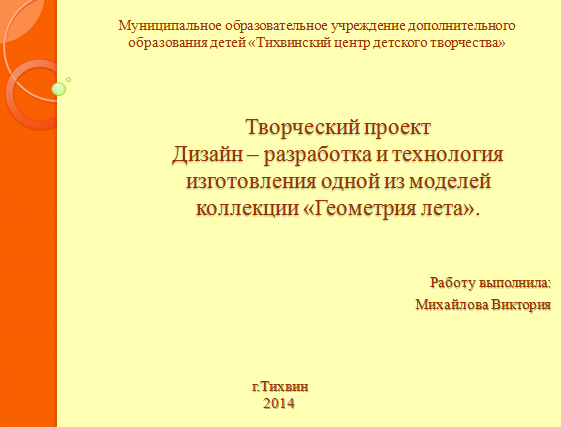 Муниципальное образовательное учреждение дополнительного
образования детей «Тихвинский центр детского творчества»
Творческий проект
Дизайн – разработка и технология
изготовления одной из моделей
коллекции «Геометрия лета».
Работу выполнила:
Михайлова Виктория
г.Тихвин
2014